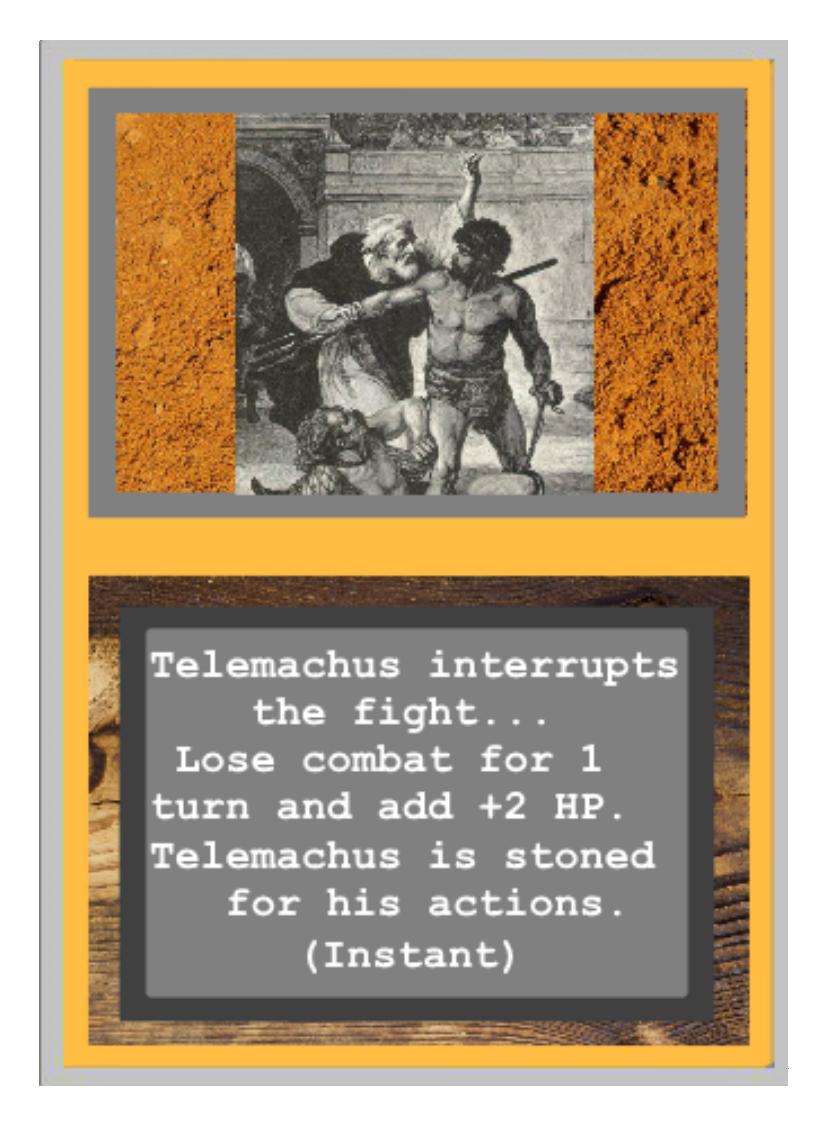 Telemachus interrupts
the fight...
Lose combat for 1
turn and add +2 HP.
Telemachus is stoned
for his actions.
(Instant)